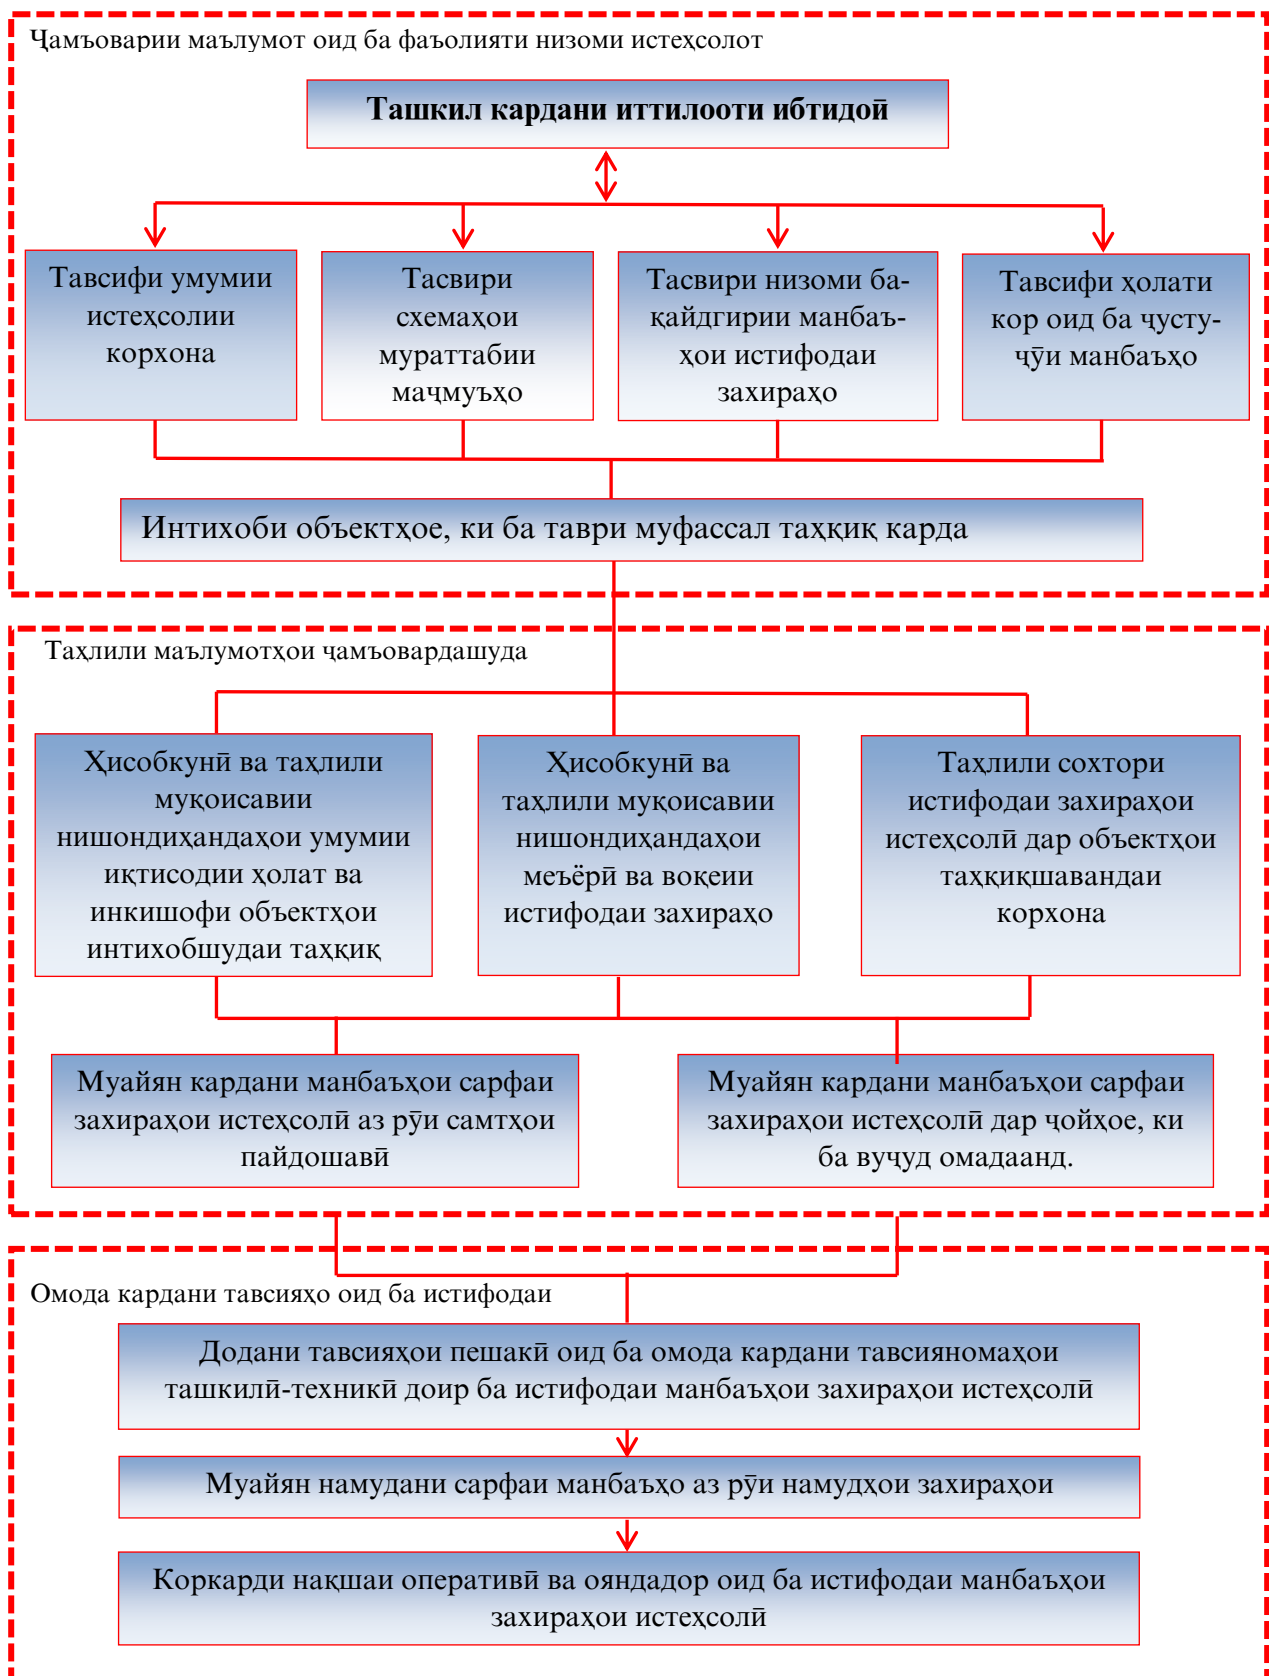 Ҷамъоварии маълумот оид ба фаъолияти низоми истеҳсолот
Ташкил кардани иттилооти ибтидоӣ
Тавсифи умумии
истеҳсолии
корхона
Тасвири
схемаҳои
мураттабии
маҷмуъҳо
Тасвири низоми ба-
қайдгирии манбаъ-
ҳои истифодаи
захираҳо
Тавсифи ҳолати
кор оид ба ҷусту-
ҷӯи манбаъҳо
Интихоби объектҳое, ки ба таври муфассал таҳқиқ карда
Таҳлили маълумотҳои ҷамъовардашуда
Ҳисобкунӣ ва таҳлили
муқоисавии
нишондиҳандаҳои умумии
иқтисодии ҳолат ва
инкишофи объектҳои
интихобшудаи таҳқиқ
Ҳисобкунӣ ва
таҳлили муқоисавии
нишондиҳандаҳои
меъёрӣ ва воқеии
истифодаи захираҳо
Таҳлили сохтори
истифодаи захираҳои
истеҳсолӣ дар объектҳои
таҳқиқшавандаи
корхона
Муайян кардани манбаъҳои сарфаи
захираҳои истеҳсолӣ аз рӯи самтҳои
пайдошавӣ
Муайян кардани манбаъҳои сарфаи
захираҳои истеҳсолӣ дар ҷойҳое, ки
ба вуҷуд омадаанд.
Омода кардани тавсияҳо оид ба истифодаи
Додани тавсияҳои пешакӣ оид ба омода кардани тавсияномаҳои
ташкилӣ-техникӣ доир ба истифодаи манбаъҳои захираҳои истеҳсолӣ
Муайян намудани сарфаи манбаъҳо аз рӯи намудҳои захираҳои
Коркарди нақшаи оперативӣ ва ояндадор оид ба истифодаи манбаъҳои
захираҳои истеҳсолӣ